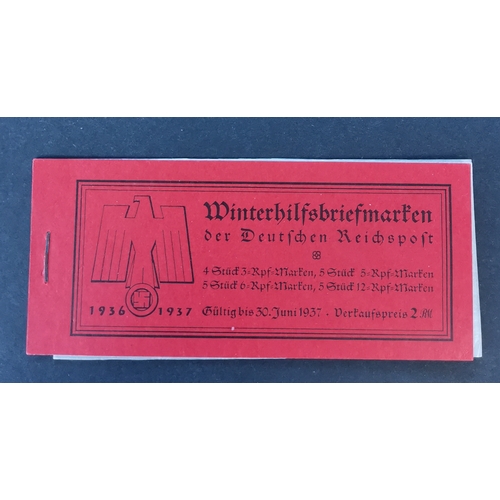 Winterhilfsbriefmarken
der Deutschen Reichspost
4 Stück 3=Rpf=Marken, 5 Stück 5=Rpf=Marken
5 Stück 6=Rpf=Marken, 5 Stück 12=Rpf=Marken
1936 1937 Gültig bis 30. Juni 1937 . Verkaufspreis 2 RM